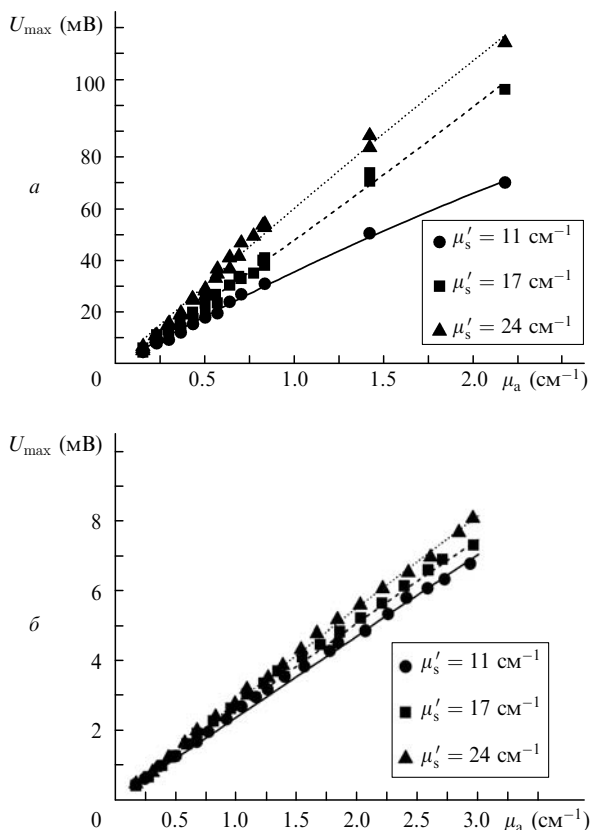 U_max (мВ)
100
80
а
60
μ′_s = 11 см⁻¹
40
μ′_s = 17 см⁻¹
20
μ′_s = 24 см⁻¹
0 0.5 1.0 1.5 2.0 μ_a (см⁻¹)
U_max (мВ)
8
6
б
4
μ′_s = 11 см⁻¹
μ′_s = 17 см⁻¹
2
μ′_s = 24 см⁻¹
0 0.5 1.0 1.5 2.0 2.5 3.0 μ_a (см⁻¹)